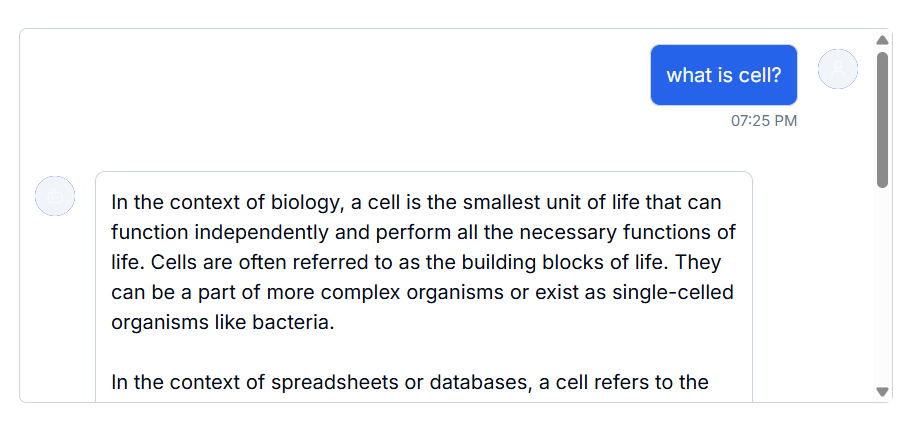 what is cell?
07:25 PM
In the context of biology, a cell is the smallest unit of life that can
function independently and perform all the necessary functions of
life. Cells are often referred to as the building blocks of life. They
can be a part of more complex organisms or exist as single-celled
organisms like bacteria.
In the context of spreadsheets or databases, a cell refers to the